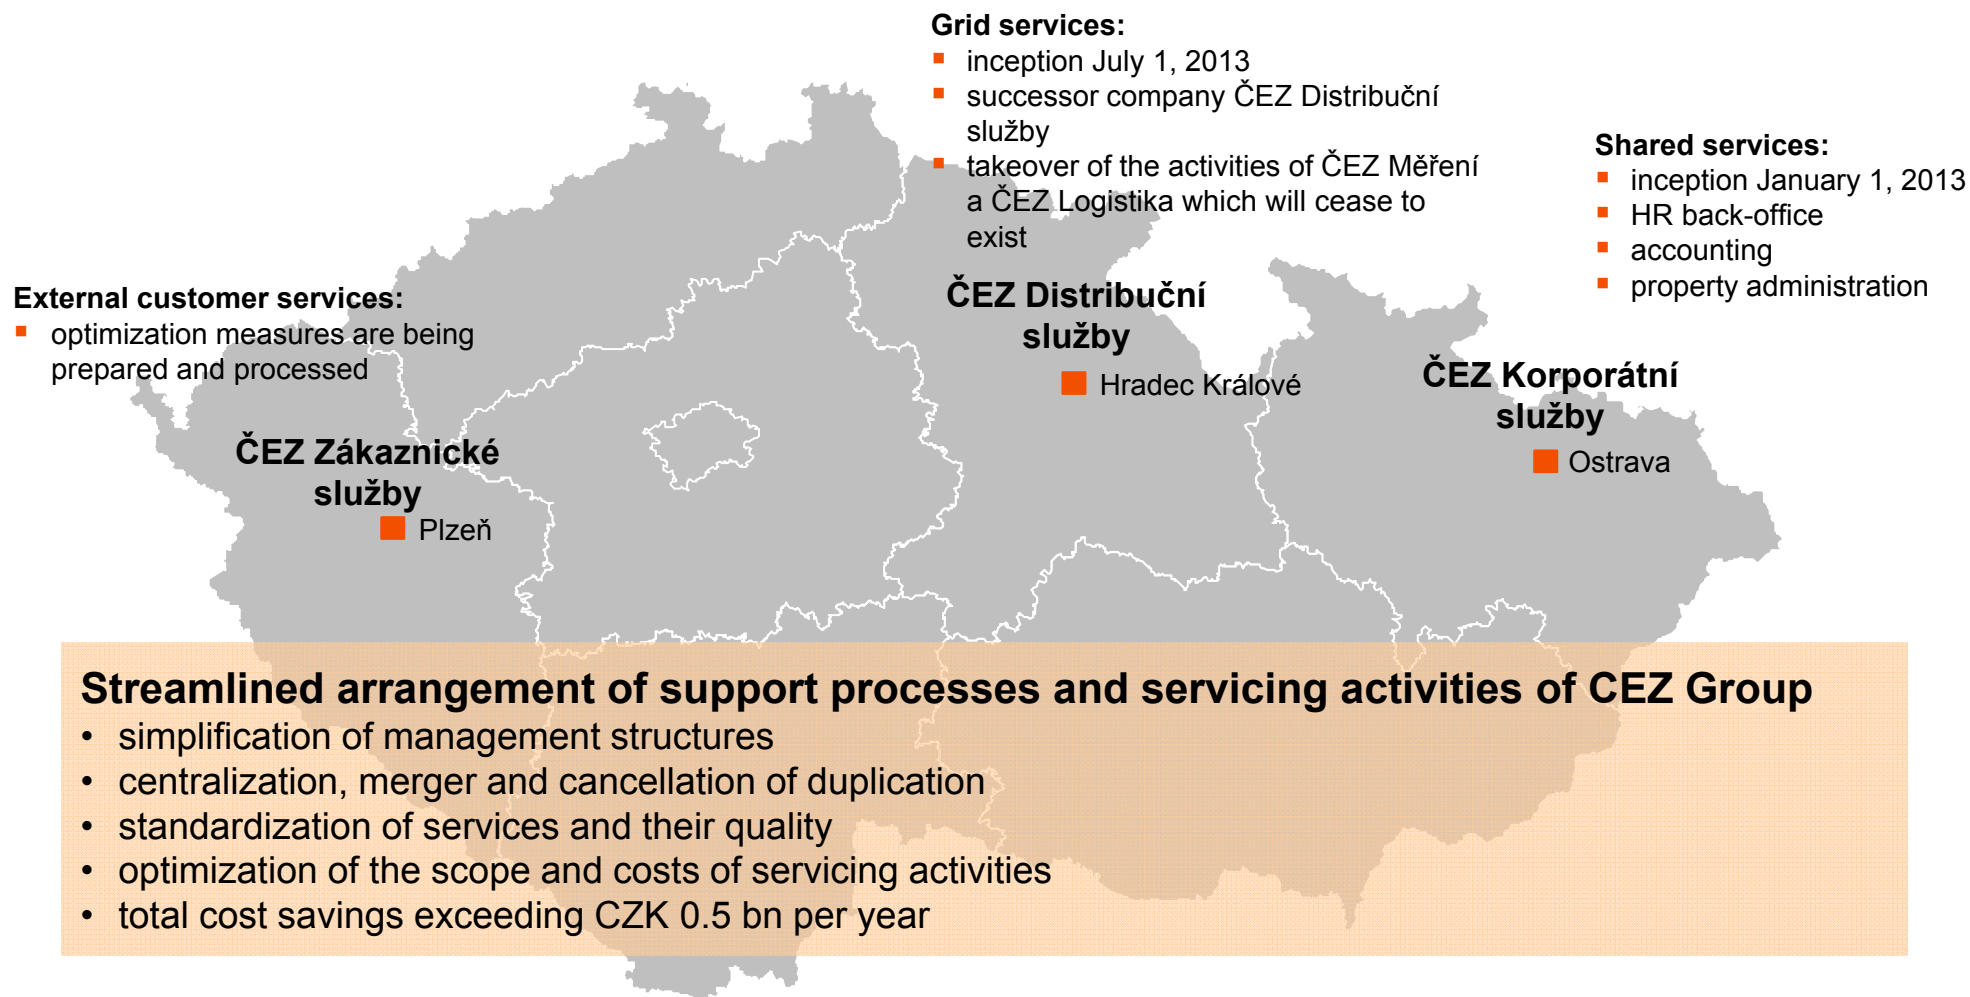 Grid services:
▪ inception July 1, 2013
▪ successor company ČEZ Distribuční
služby
▪ takeover of the activities of ČEZ Měření
a ČEZ Logistika which will cease to
exist
Shared services:
▪ inception January 1, 2013
▪ HR back-office
▪ accounting
▪ property administration
External customer services:
▪ optimization measures are being
prepared and processed
ČEZ Distribuční
služby
Hradec Králové
ČEZ Korporátní
služby
Ostrava
ČEZ Zákaznické
služby
Plzeň
Streamlined arrangement of support processes and servicing activities of CEZ Group
• simplification of management structures
• centralization, merger and cancellation of duplication
• standardization of services and their quality
• optimization of the scope and costs of servicing activities
• total cost savings exceeding CZK 0.5 bn per year